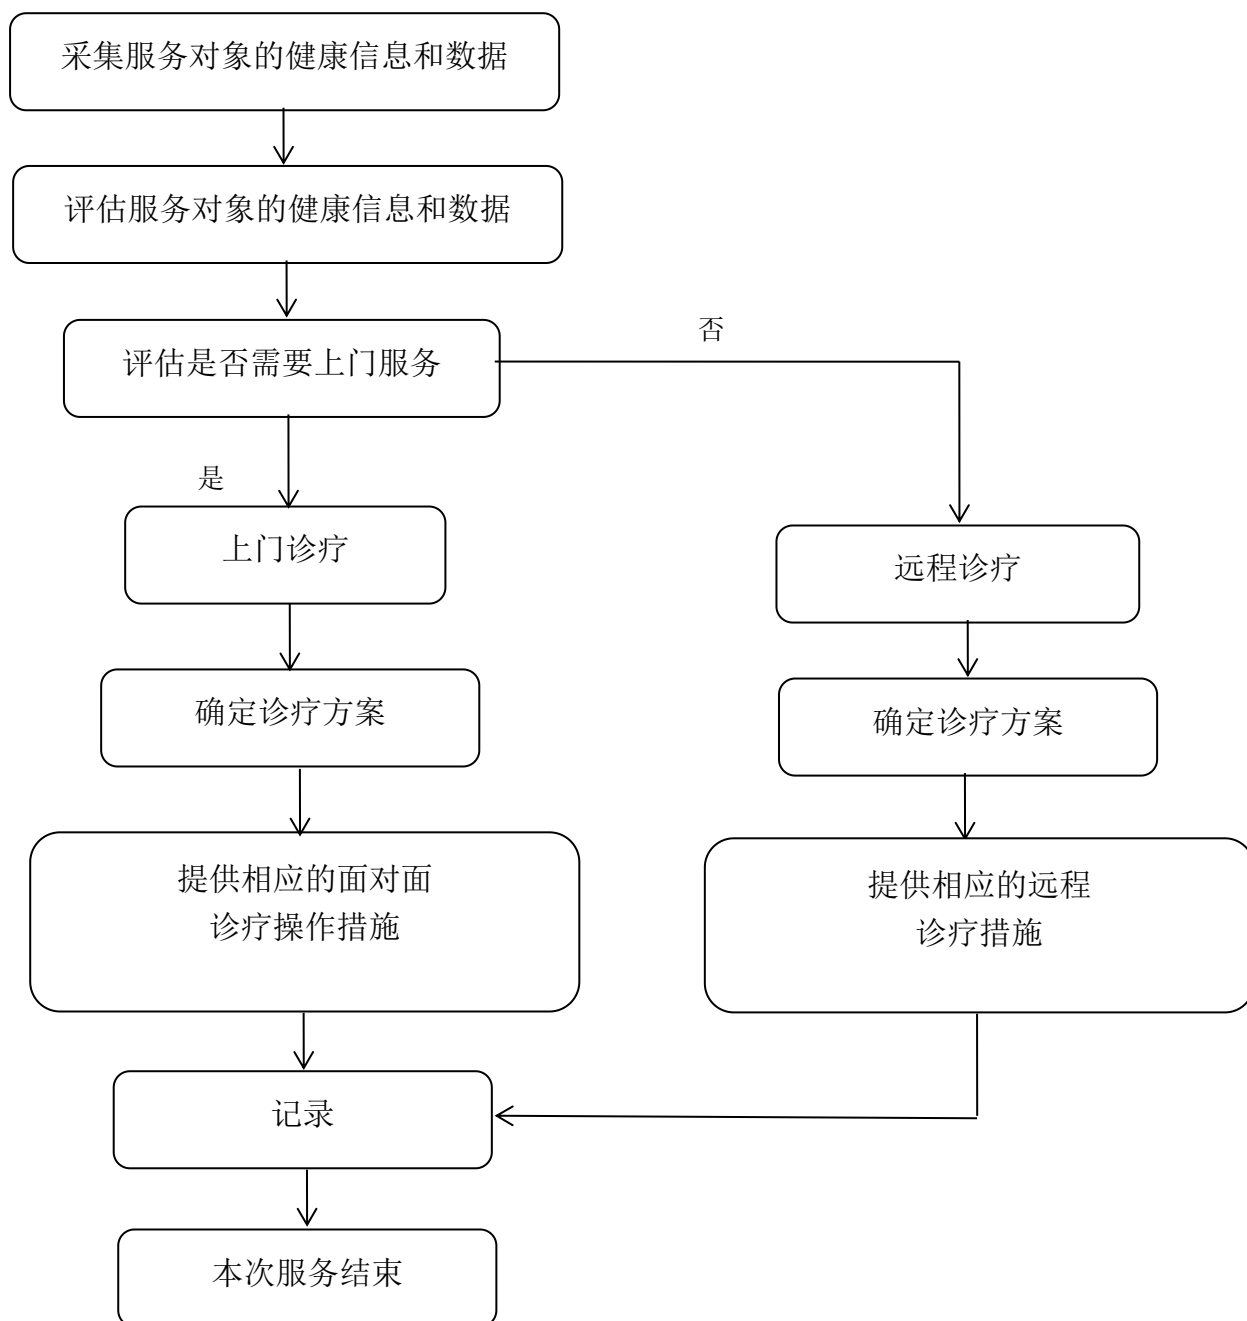 采集服务对象的健康信息和数据
评估服务对象的健康信息和数据
否
评估是否需要上门服务
是
上门诊疗
远程诊疗
确定诊疗方案
确定诊疗方案
提供相应的面对面
诊疗操作措施
提供相应的远程
诊疗措施
记录
本次服务结束